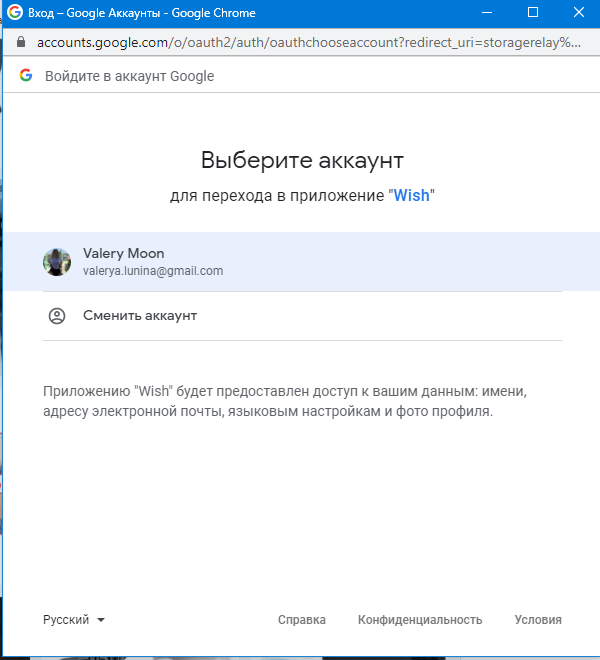 Вход – Google Аккаунты - Google Chrome
accounts.google.com/o/oauth2/auth/oauthchooseaccount?redirect_uri=storagerelay%...
Войдите в аккаунт Google
Выберите аккаунт
для перехода в приложение "Wish"
Valery Moon
valerya.lunina@gmail.com
Сменить аккаунт
Приложению "Wish" будет предоставлен доступ к вашим данным: имени,
адресу электронной почты, языковым настройкам и фото профиля.
Русский Справка Конфиденциальность Условия